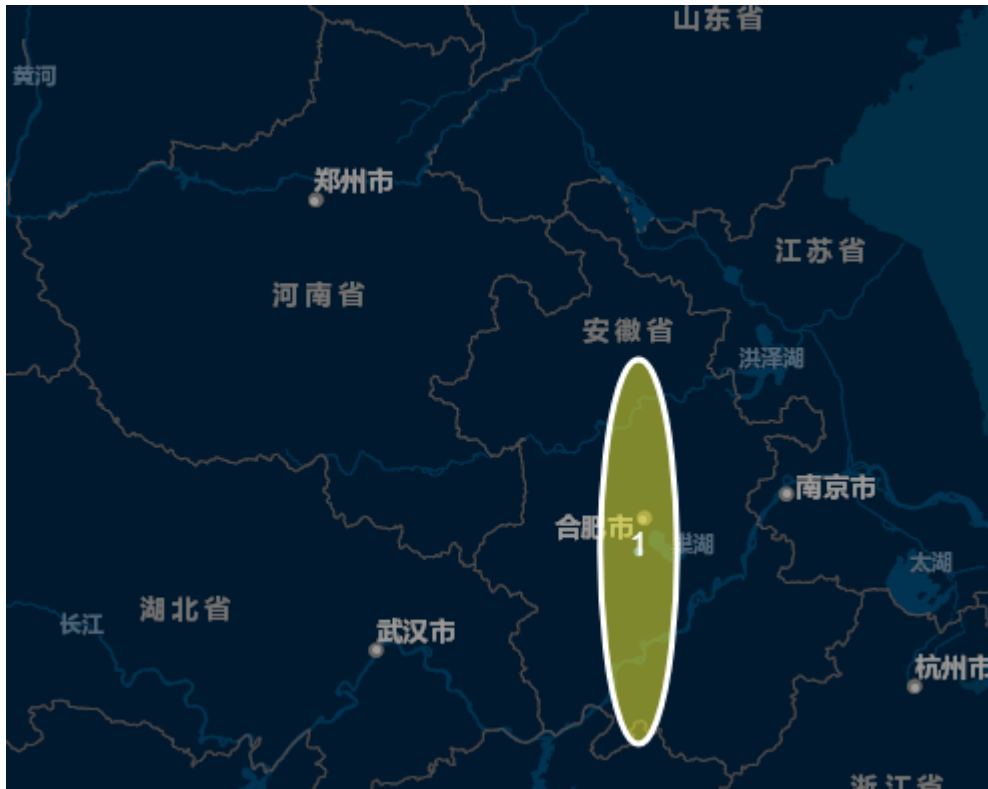 山东省
黄河
郑州市
江苏省
河南省
安徽省
洪泽湖
南京市
合肥市
1
巢湖
太湖
湖北省
长江
武汉市
杭州市
浙江省